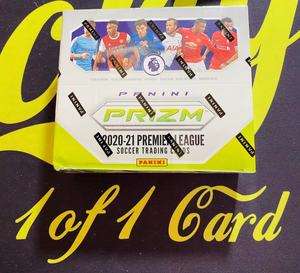 PANINI
PRIZM
2020-21 PREMIER LEAGUE
SOCCER TRADING CARDS
PANINI
1 of 1 Card